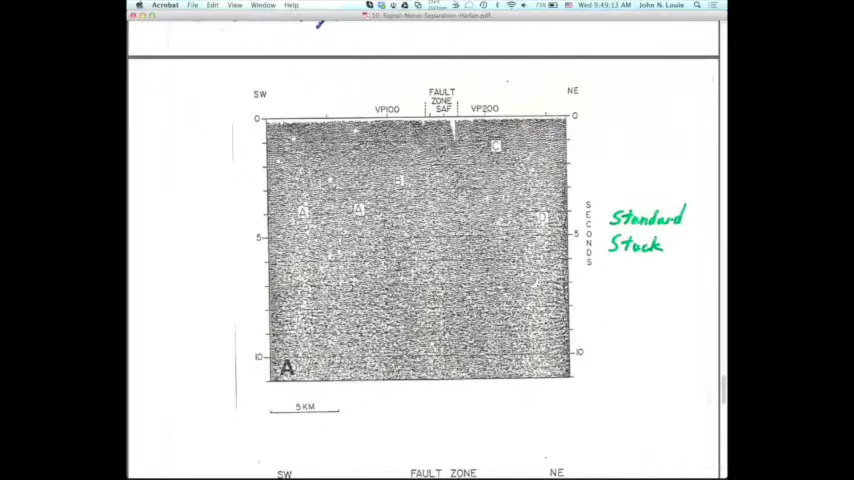 Acrobat File Edit View Window Help
75% Wed 9:49:13 AM John N. Louie
10. Signal-Noise-Separation-Harlan.pdf
SW
FAULT ZONE SAF
NE
VP100
VP200
0
0
C
A
A
D
SECONDS
Standard
Stack
5
5
10
10
A
5 KM
SW
FAULT ZONE
NE